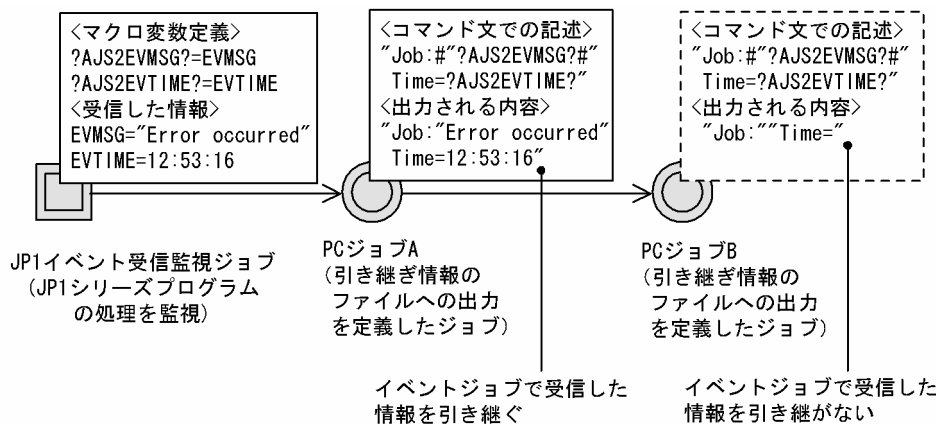 <マクロ変数定義>
?AJS2EVMSG?=EVMSG
?AJS2EVTIME?=EVTIME
<受信した情報>
EVMSG="Error occurred"
EVTIME=12:53:16
<コマンド文での記述>
"Job:#"?AJS2EVMSG?#"
Time=?AJS2EVTIME?"
<出力される内容>
"Job:"Error occurred"
Time=12:53:16"
<コマンド文での記述>
"Job:#"?AJS2EVMSG?#"
Time=?AJS2EVTIME?"
<出力される内容>
"Job:""Time="
JP1イベント受信監視ジョブ
(JP1シリーズプログラム
の処理を監視)
PCジョブA
(引き継ぎ情報の
ファイルへの出力
を定義したジョブ)
PCジョブB
(引き継ぎ情報の
ファイルへの出力
を定義したジョブ)
イベントジョブで受信した
情報を引き継ぐ
イベントジョブで受信した
情報を引き継がない